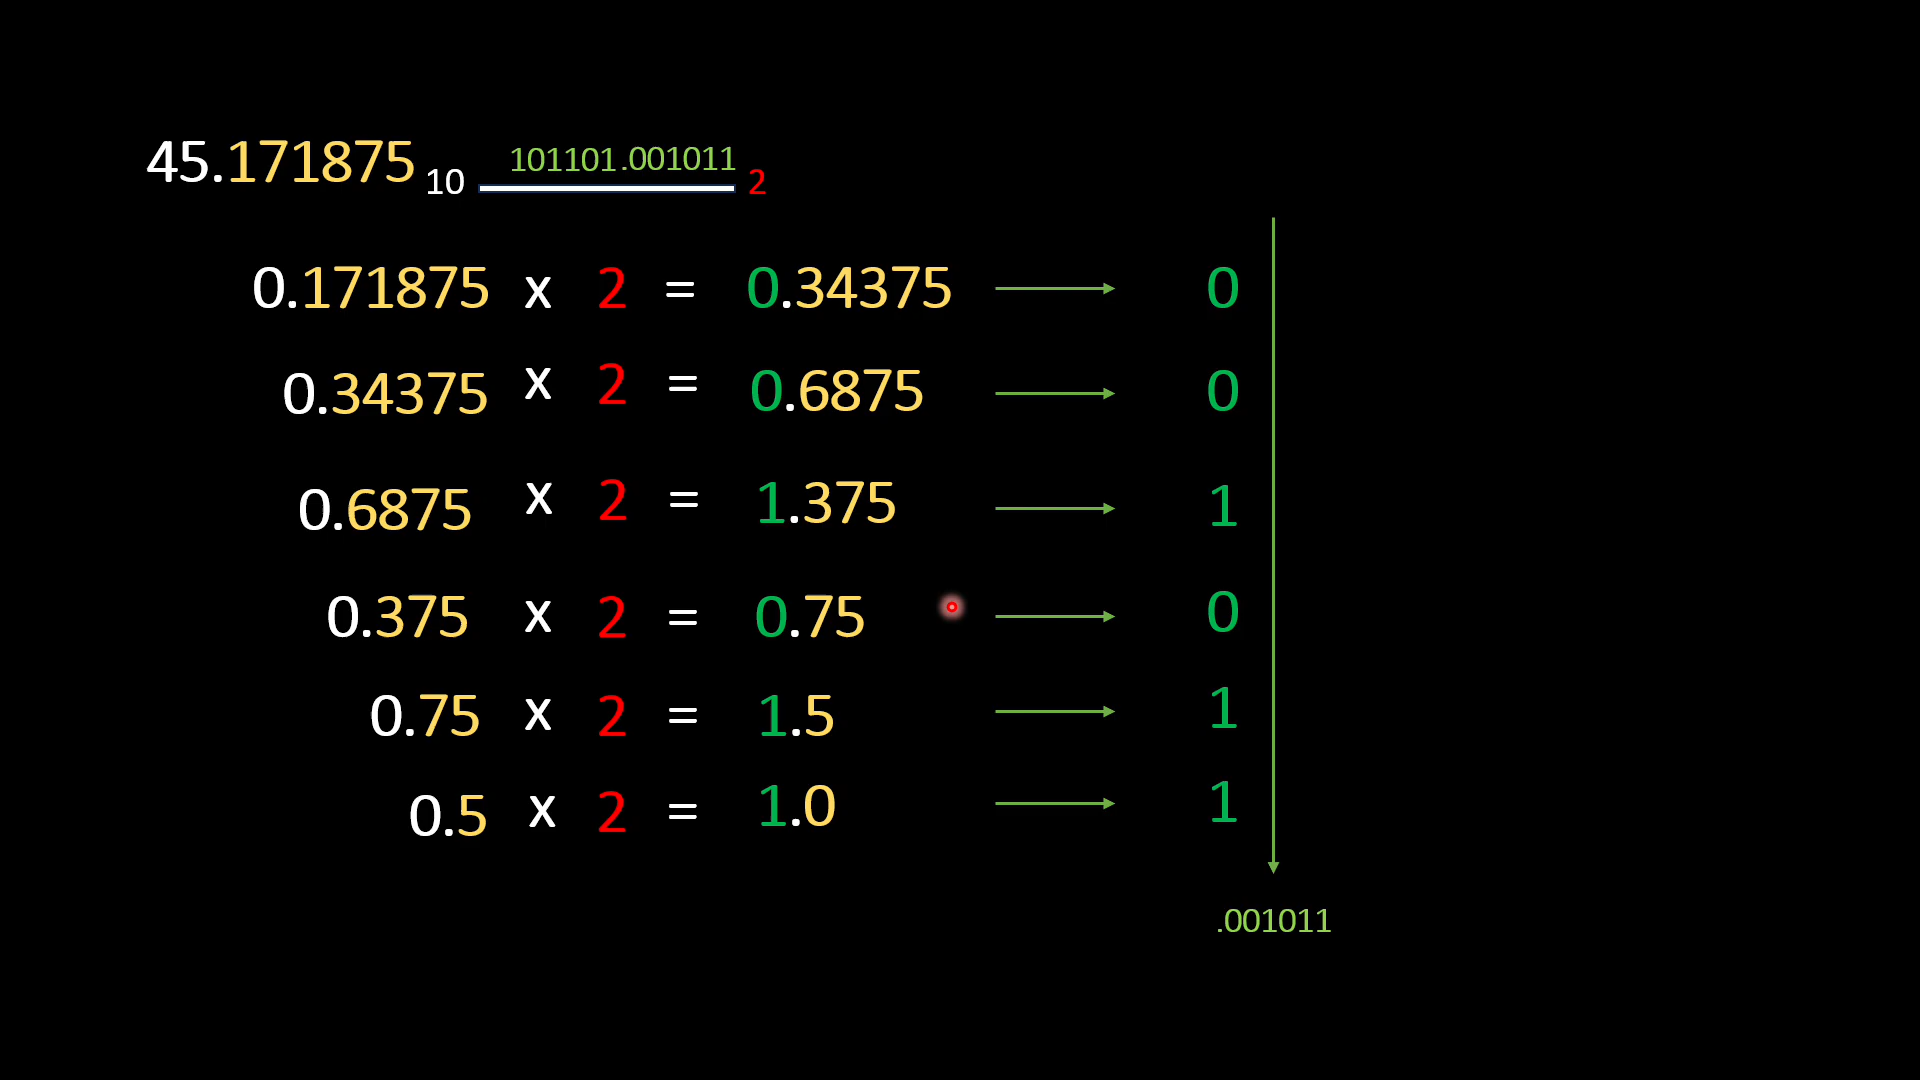 45.171875 10 101101.001011 2
0.171875 x 2 = 0.34375 0
0.34375 x 2 = 0.6875 0
0.6875 x 2 = 1.375 1
0.375 x 2 = 0.75 0
0.75 x 2 = 1.5 1
0.5 x 2 = 1.0 1
.001011